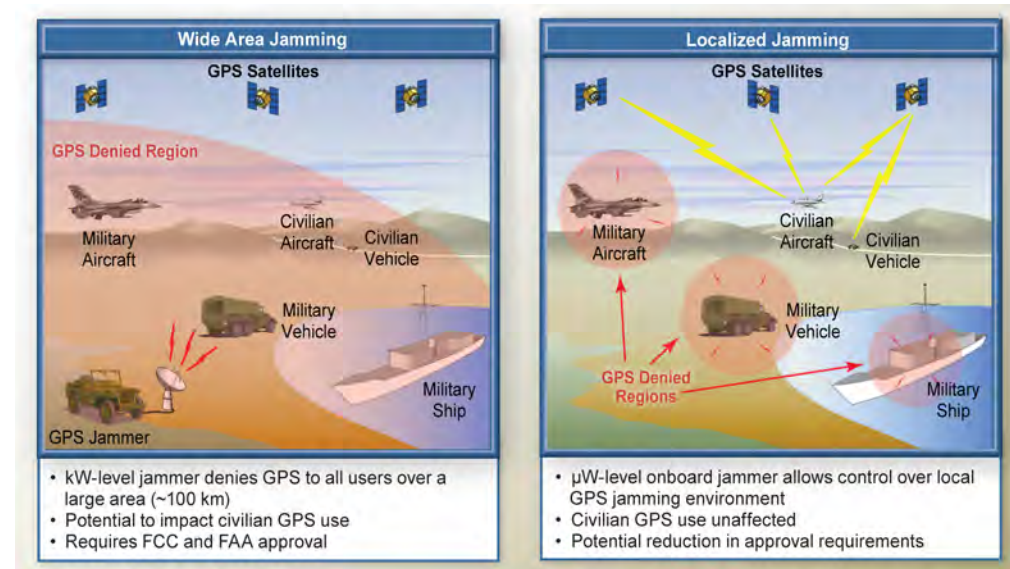 Wide Area Jamming
GPS Satellites
GPS Denied Region
Military
Aircraft
Civilian
Aircraft
Civilian
Vehicle
Military
Vehicle
Military
Ship
GPS Jammer
• kW-level jammer denies GPS to all users over a
large area (~100 km)
• Potential to impact civilian GPS use
• Requires FCC and FAA approval
Localized Jamming
GPS Satellites
Military
Aircraft
Civilian
Aircraft
Civilian
Vehicle
Military
Vehicle
GPS Denied
Regions
Military
Ship
• µW-level onboard jammer allows control over local
GPS jamming environment
• Civilian GPS use unaffected
• Potential reduction in approval requirements